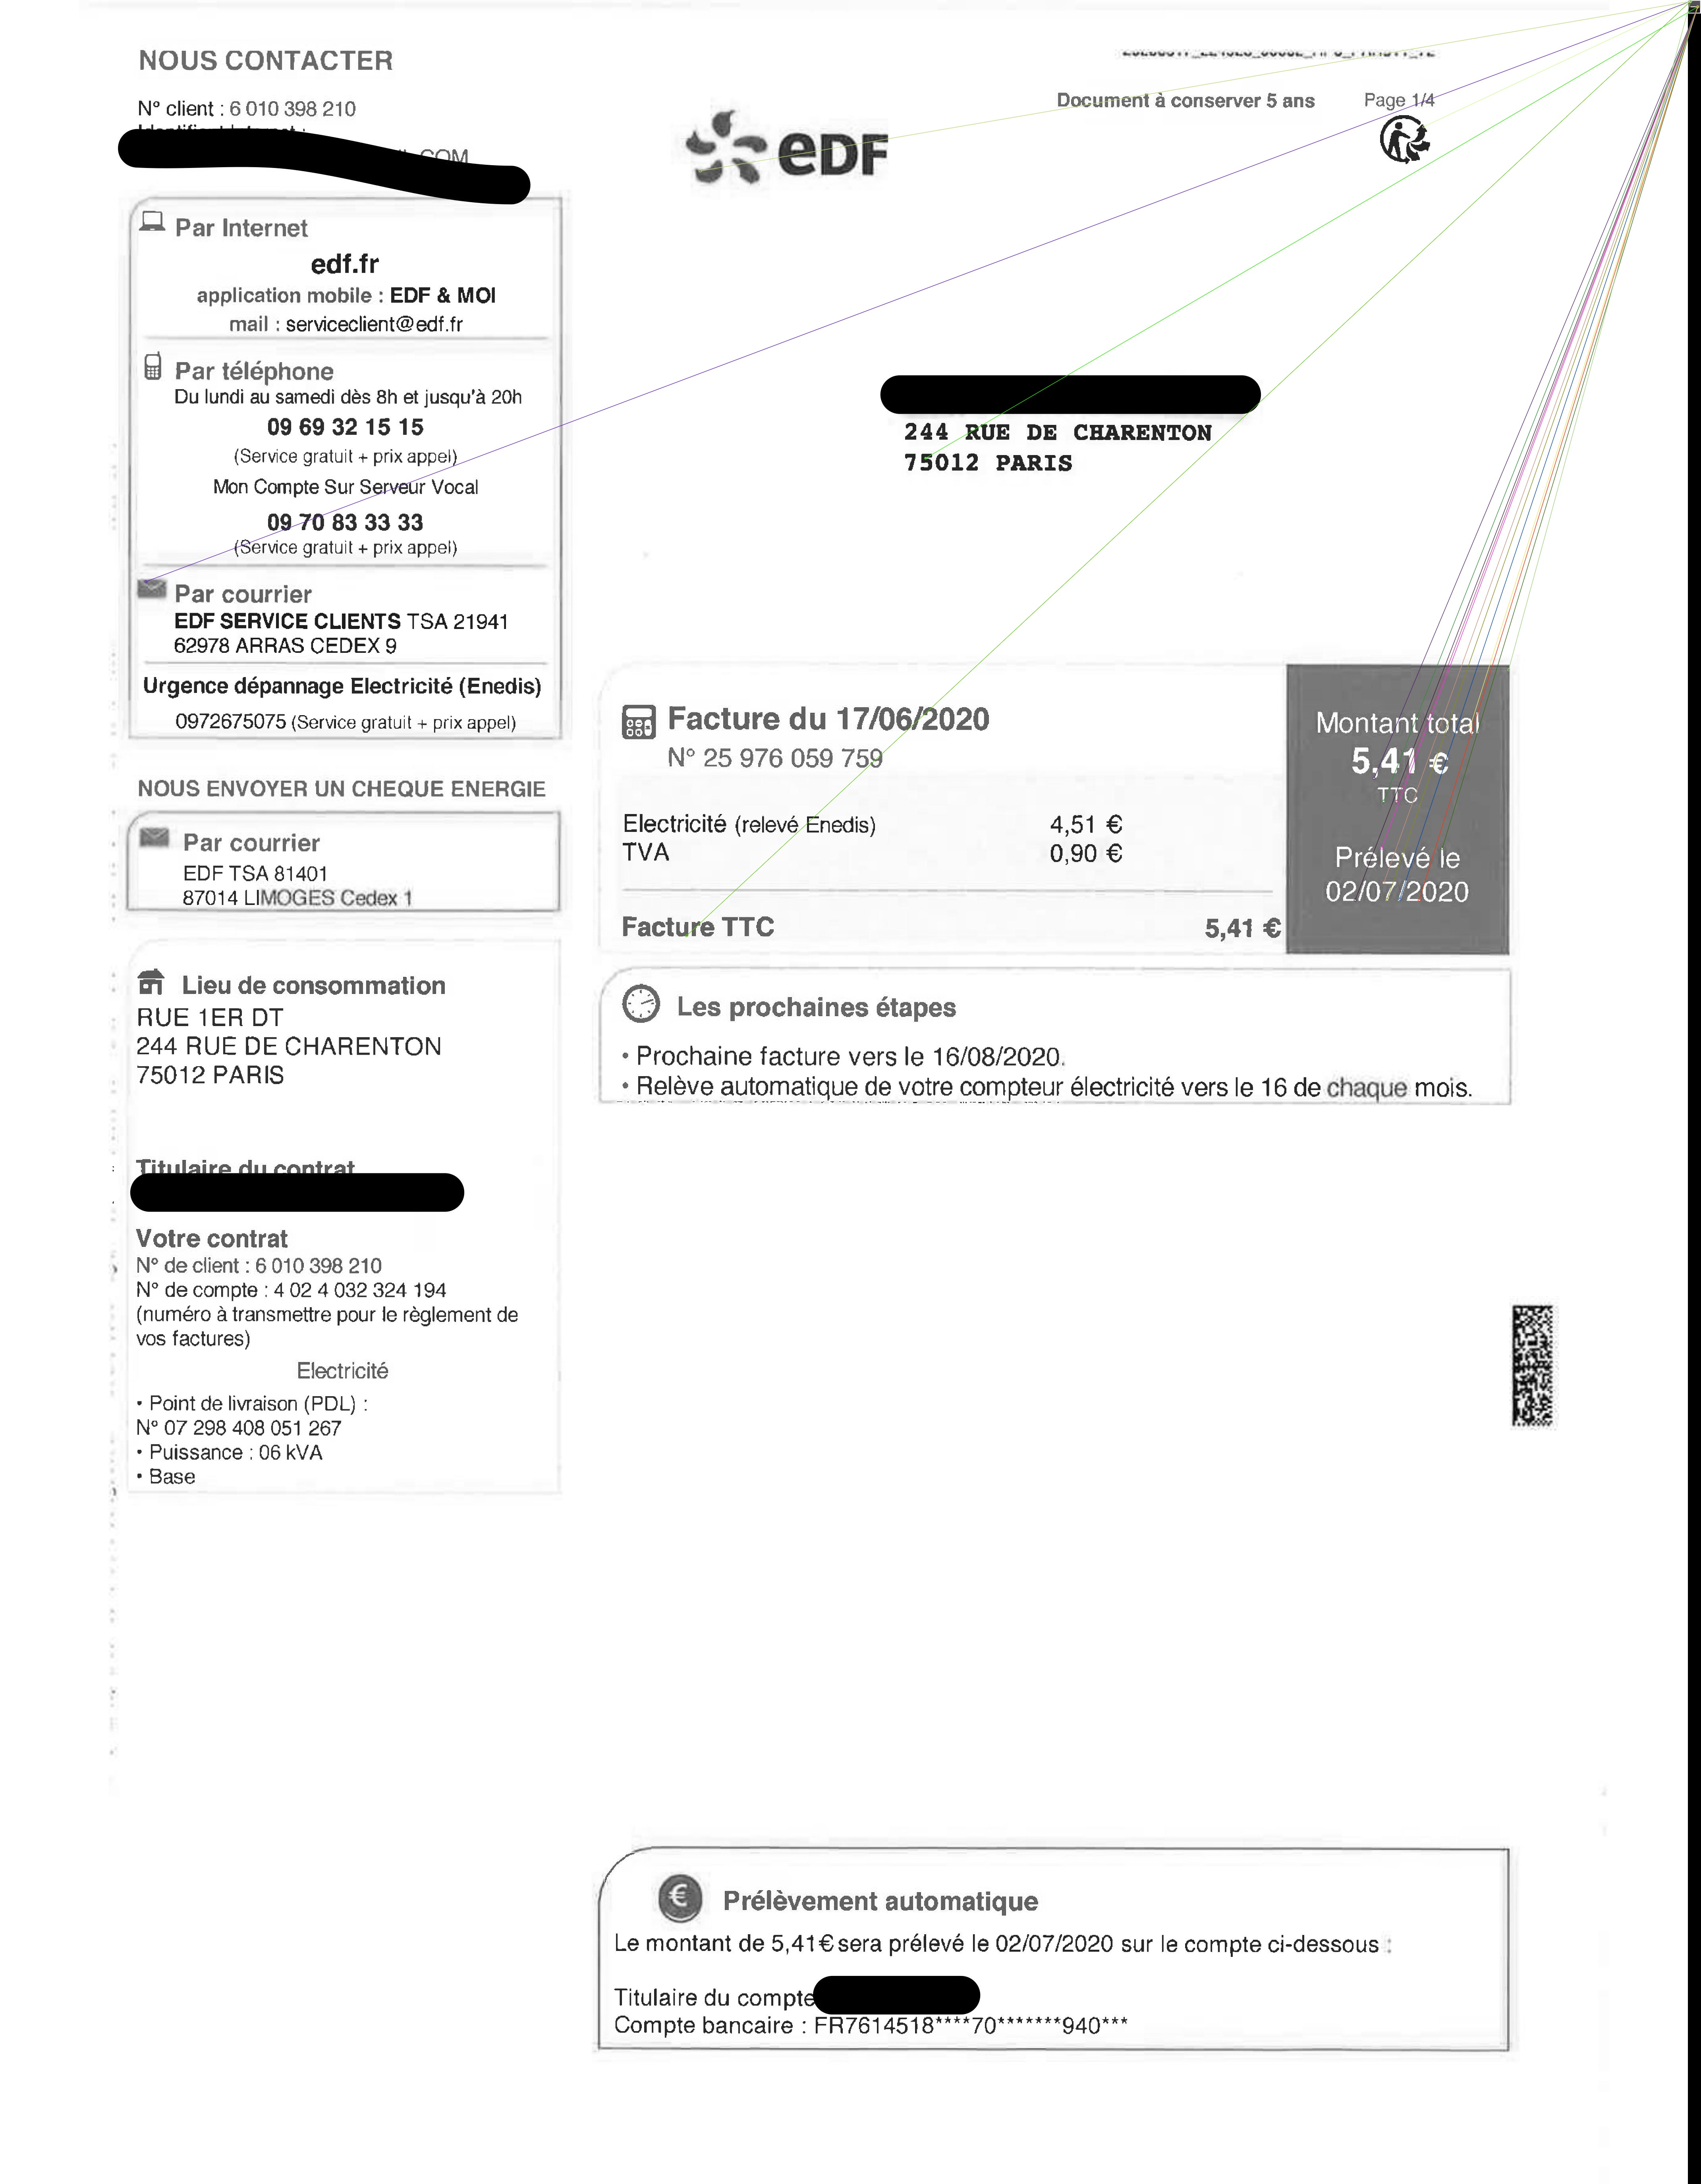 NOUS CONTACTER
N° client : 6 010 398 210
COM
Par Internet
edf.fr
application mobile : EDF & MOI
mail : serviceclient@edf.fr
Par téléphone
Du lundi au samedi dès 8h et jusqu'à 20h
09 69 32 15 15
(Service gratuit + prix appel)
Mon Compte Sur Serveur Vocal
09 70 83 33 33
(Service gratuit + prix appel)
Par courrier
EDF SERVICE CLIENTS TSA 21941
62978 ARRAS CEDEX 9
Urgence dépannage Electricité (Enedis)
0972675075 (Service gratuit + prix appel)
NOUS ENVOYER UN CHEQUE ENERGIE
Par courrier
EDF TSA 81401
87014 LIMOGES Cedex 1
Lieu de consommation
RUE 1ER DT
244 RUE DE CHARENTON
75012 PARIS
Titulaire du contrat
Votre contrat
N° de client : 6 010 398 210
N° de compte : 4 02 4 032 324 194
(numéro à transmettre pour le règlement de
vos factures)
Electricité
• Point de livraison (PDL) :
N° 07 298 408 051 267
• Puissance : 06 kVA
• Base
eDF
Document à conserver 5 ans
Page 1/4
244 RUE DE CHARENTON
75012 PARIS
Facture du 17/06/2020
N° 25 976 059 759
Electricité (relevé Enedis) 4,51 €
TVA 0,90 €
Facture TTC 5,41 €
Montant total
5,41 €
TTC
Prélevé le
02/07/2020
Les prochaines étapes
• Prochaine facture vers le 16/08/2020.
• Relève automatique de votre compteur électricité vers le 16 de chaque mois.
Prélèvement automatique
Le montant de 5,41€ sera prélevé le 02/07/2020 sur le compte ci-dessous :
Titulaire du compte
Compte bancaire : FR7614518****70*******940***